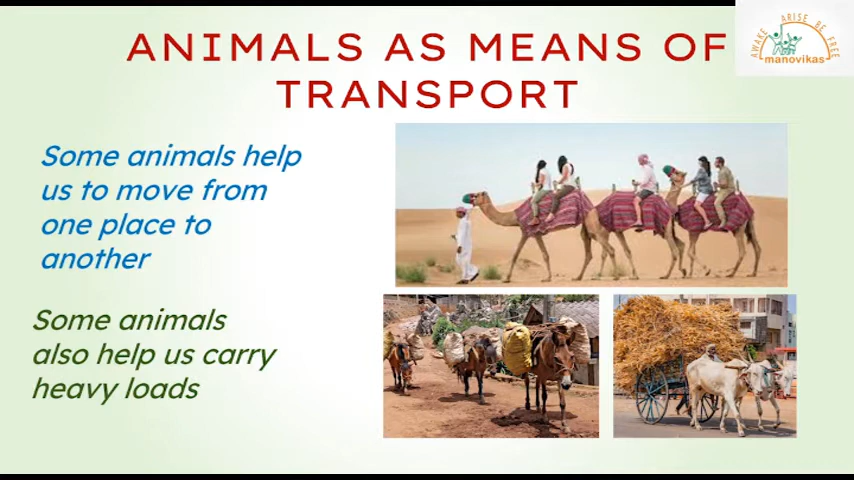 ANIMALS AS MEANS OF
TRANSPORT
AWAKE ARISE BE FREE
manovikas
Some animals help
us to move from
one place to
another
Some animals
also help us carry
heavy loads